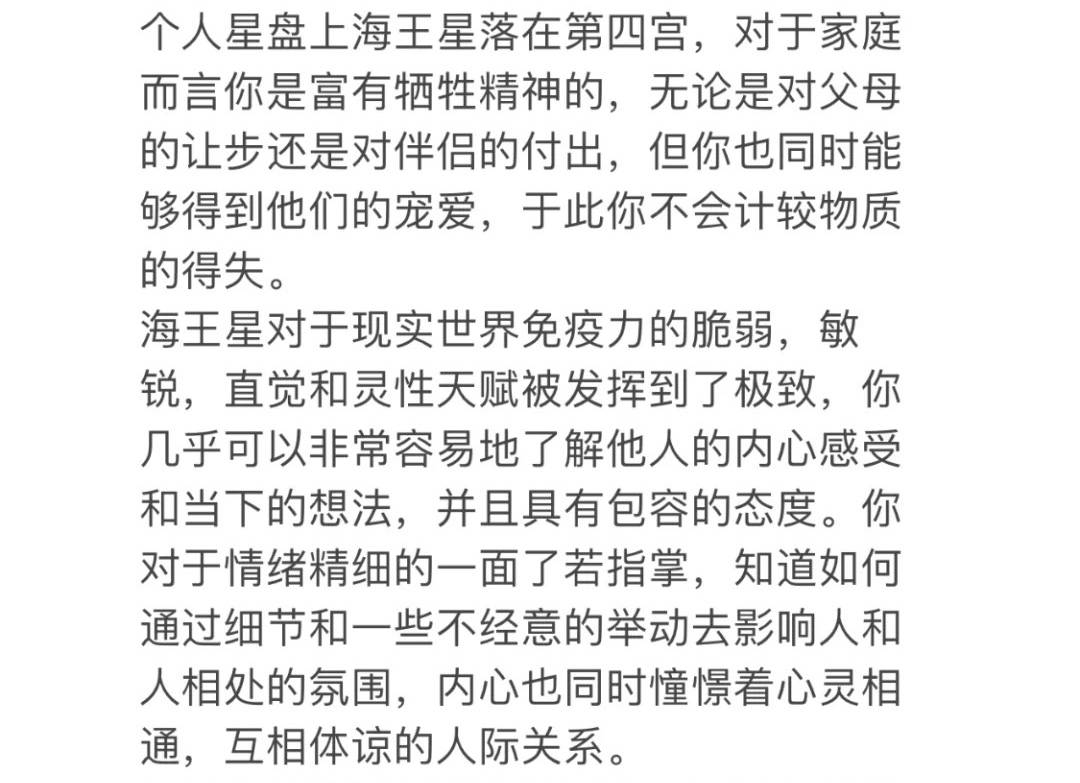 个人星盘上海王星落在第四宫，对于家庭
而言你是富有牺牲精神的，无论是对父母
的让步还是对伴侣的付出，但你也同时能
够得到他们的宠爱，于此你不会计较物质
的得失。
海王星对于现实世界免疫力的脆弱，敏
锐，直觉和灵性天赋被发挥到了极致，你
几乎可以非常容易地了解他人的内心感受
和当下的想法，并且具有包容的态度。你
对于情绪精细的一面了若指掌，知道如何
通过细节和一些不经意的举动去影响人和
人相处的氛围，内心也同时憧憬着心灵相
通，互相体谅的人际关系。